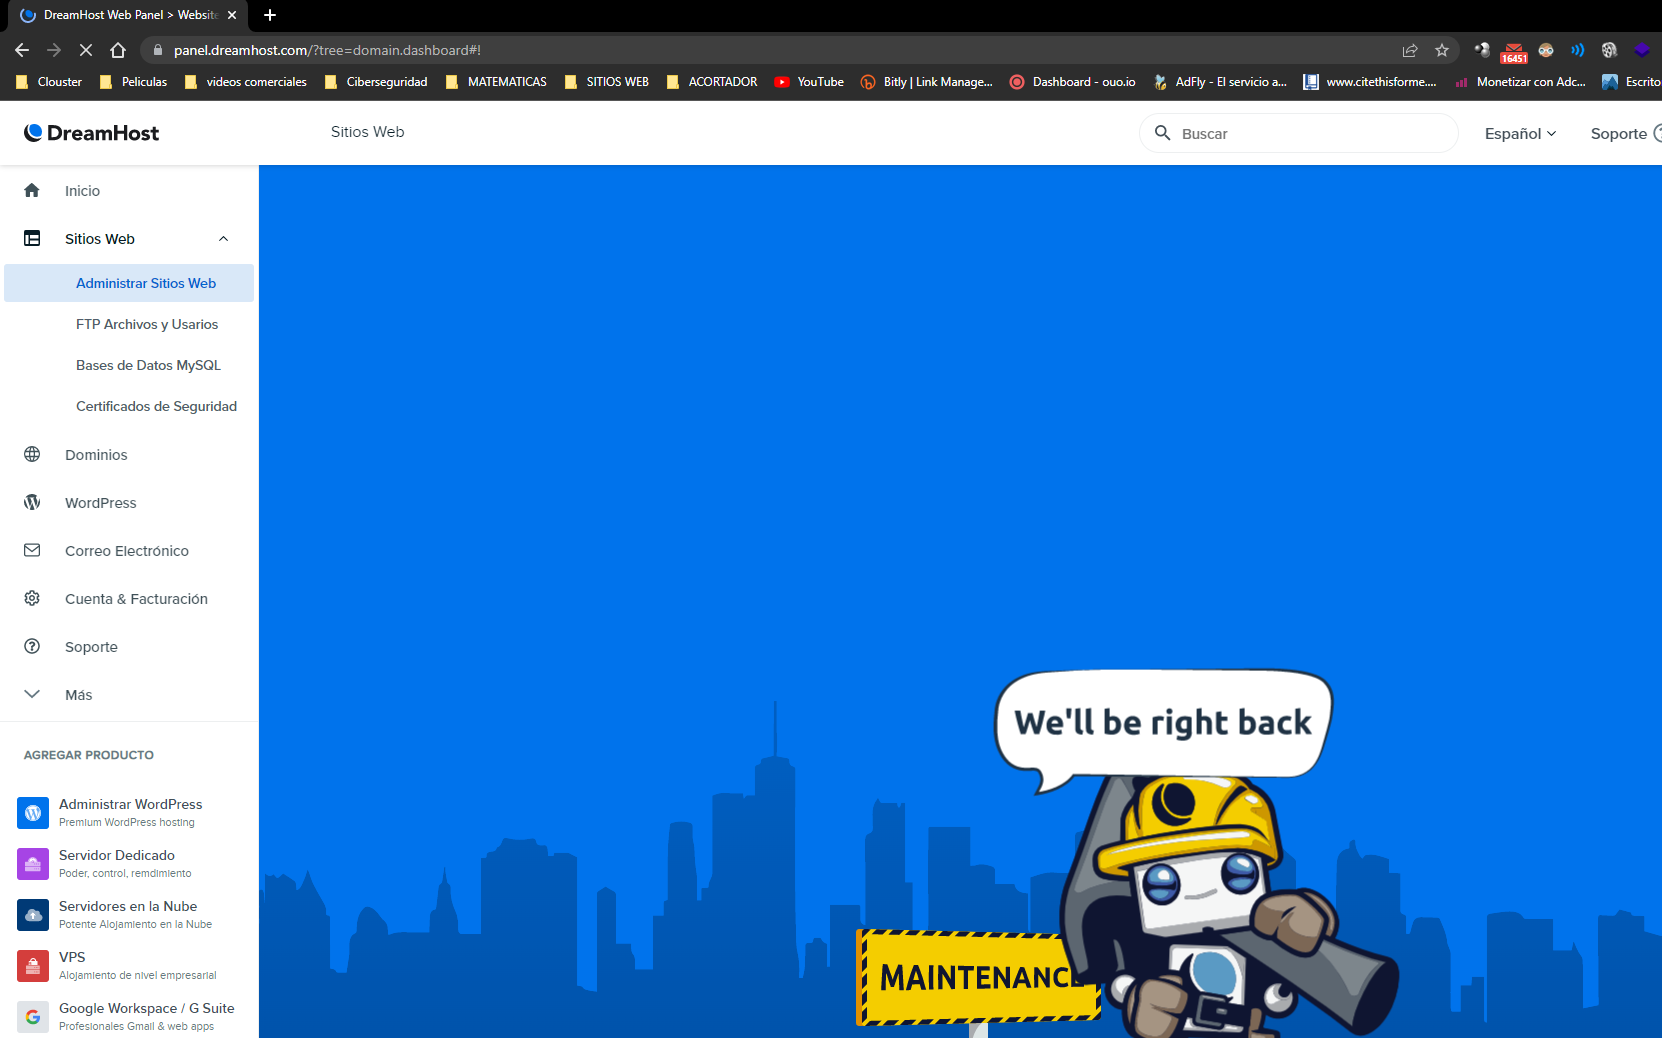 DreamHost Web Panel > Website
panel.dreamhost.com/?tree=domain.dashboard#!
16451
Clouster
Peliculas
videos comerciales
Ciberseguridad
MATEMATICAS
SITIOS WEB
ACORTADOR
YouTube
Bitly | Link Manage...
Dashboard - ouo.io
AdFly - El servicio a...
www.citethisforme....
Monetizar con Adc...
Escrito
DreamHost
Sitios Web
Buscar
Español
Soporte
Inicio
Sitios Web
Administrar Sitios Web
FTP Archivos y Usarios
Bases de Datos MySQL
Certificados de Seguridad
Dominios
WordPress
Correo Electrónico
Cuenta & Facturación
Soporte
Más
AGREGAR PRODUCTO
Administrar WordPress
Premium WordPress hosting
Servidor Dedicado
Poder, control, remdimiento
Servidores en la Nube
Potente Alojamiento en la Nube
VPS
Alojamiento de nivel empresarial
Google Workspace / G Suite
Profesionales Gmail & web apps
We'll be right back
MAINTENANCE